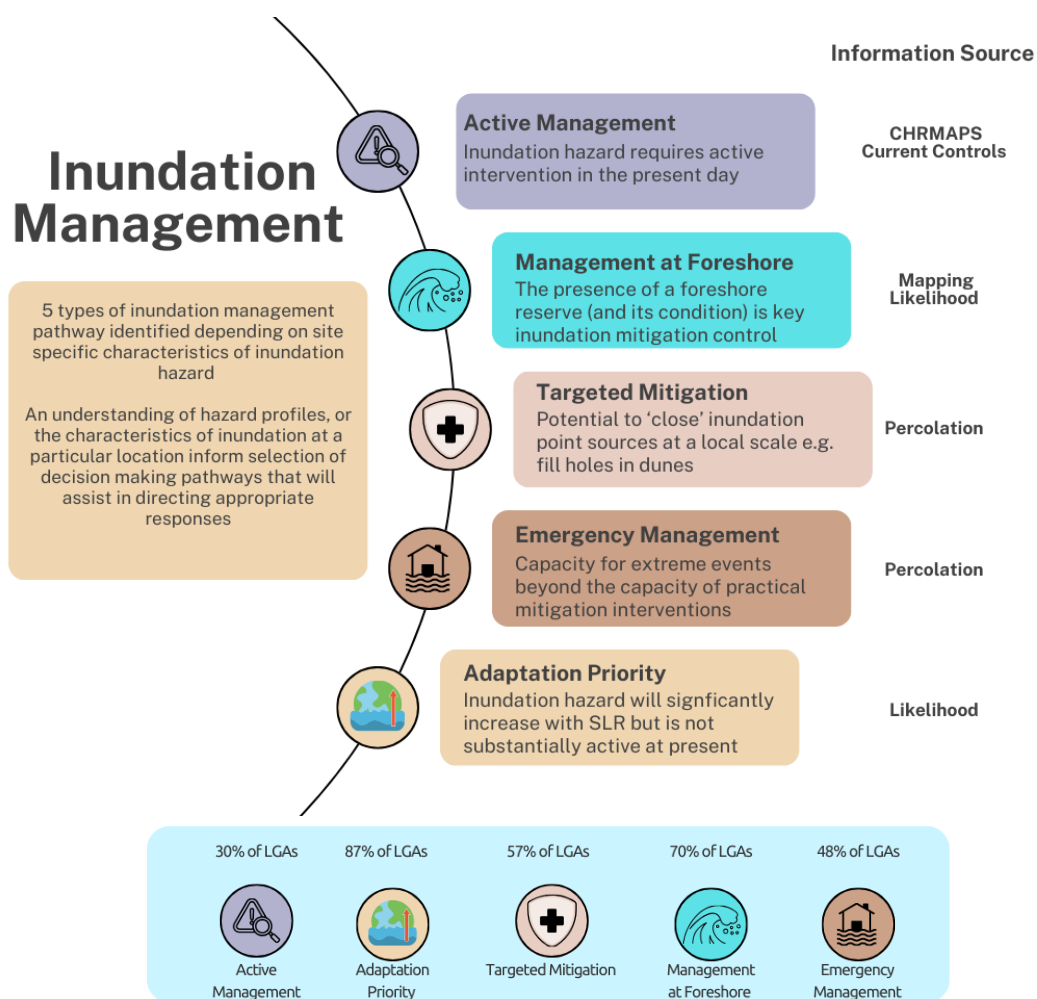 Information Source
Inundation
Management
5 types of inundation management
pathway identified depending on site
specific characteristics of inundation
hazard
An understanding of hazard profiles, or
the characteristics of inundation at a
particular location inform selection of
decision making pathways that will
assist in directing appropriate
responses
Active Management
Inundation hazard requires active
intervention in the present day
CHRMAPS
Current Controls
Management at Foreshore
The presence of a foreshore
reserve (and its condition) is key
inundation mitigation control
Mapping
Likelihood
Targeted Mitigation
Potential to ‘close’ inundation
point sources at a local scale e.g.
fill holes in dunes
Percolation
Emergency Management
Capacity for extreme events
beyond the capacity of practical
mitigation interventions
Percolation
Adaptation Priority
Inundation hazard will signficantly
increase with SLR but is not
substantially active at present
Likelihood
30% of LGAs
87% of LGAs
57% of LGAs
70% of LGAs
48% of LGAs
Active
Management
Adaptation
Priority
Targeted Mitigation
Management
at Foreshore
Emergency
Management